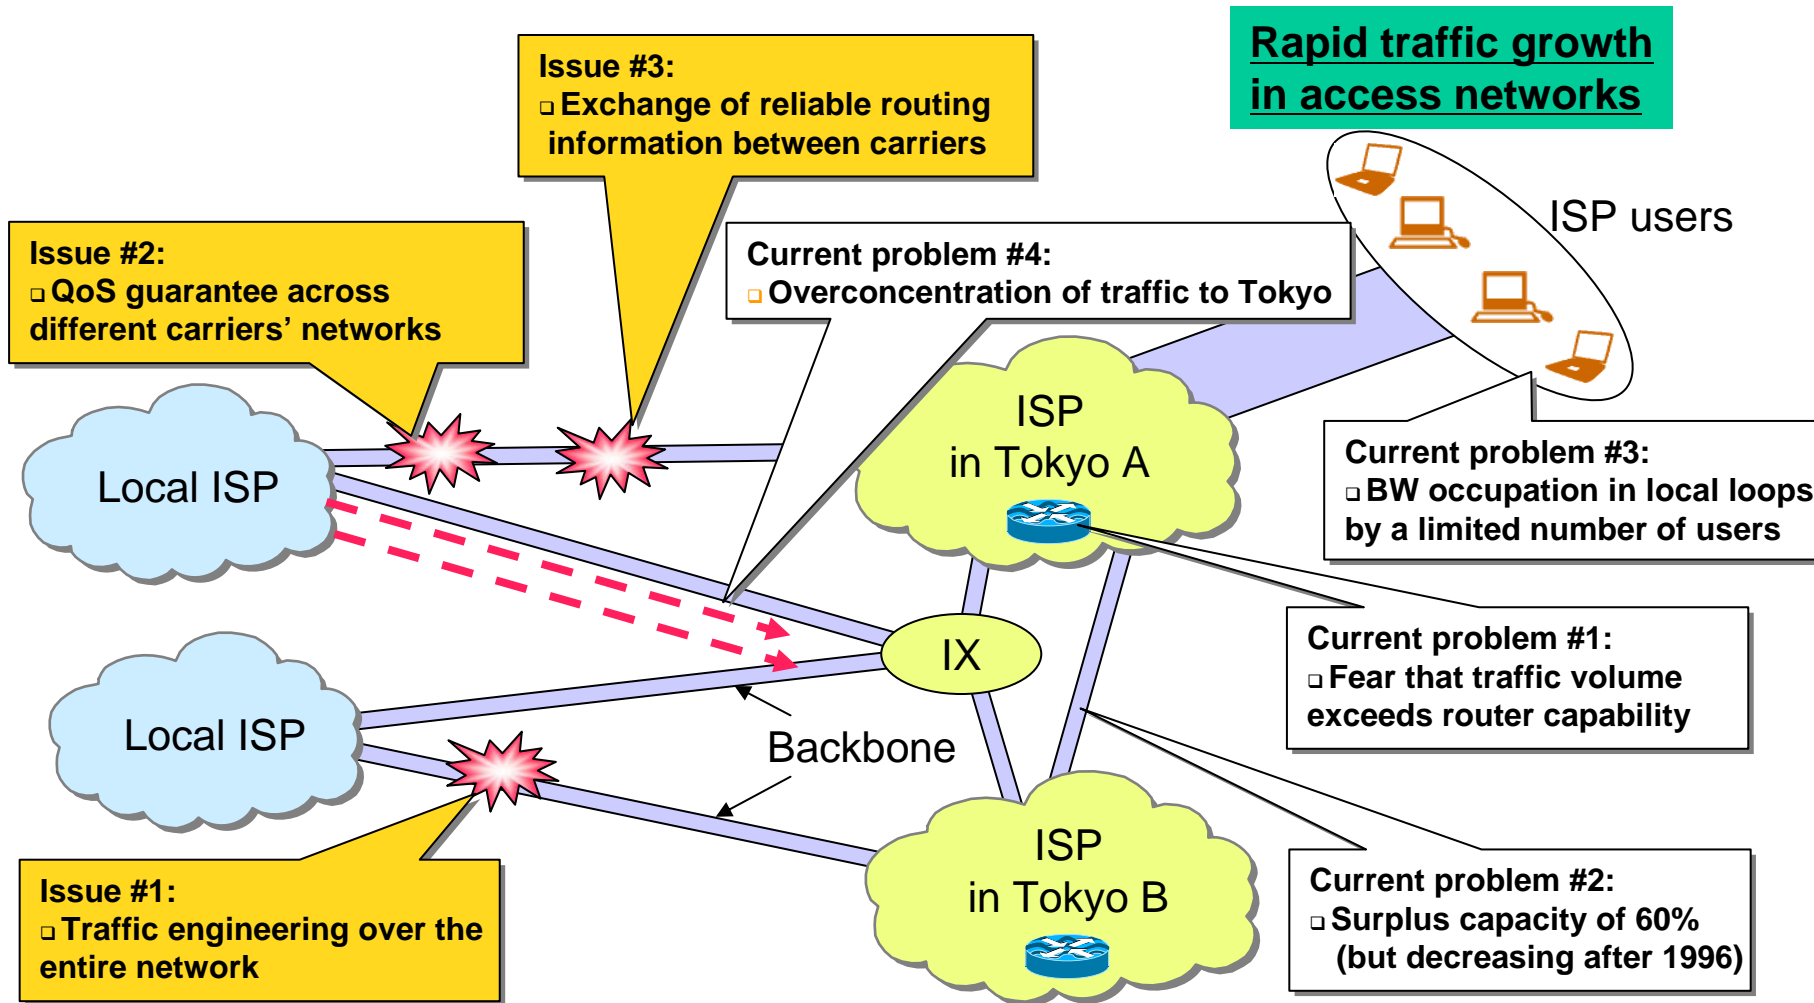 Rapid traffic growth
in access networks
Issue #3:
❑ Exchange of reliable routing
information between carriers
ISP users
Issue #2:
❑ QoS guarantee across
different carriers’ networks
Current problem #4:
❑ Overconcentration of traffic to Tokyo
ISP
in Tokyo A
Local ISP
Current problem #3:
❑ BW occupation in local loops
by a limited number of users
IX
Current problem #1:
❑ Fear that traffic volume
exceeds router capability
Local ISP
Backbone
ISP
in Tokyo B
Issue #1:
❑ Traffic engineering over the
entire network
Current problem #2:
❑ Surplus capacity of 60%
(but decreasing after 1996)